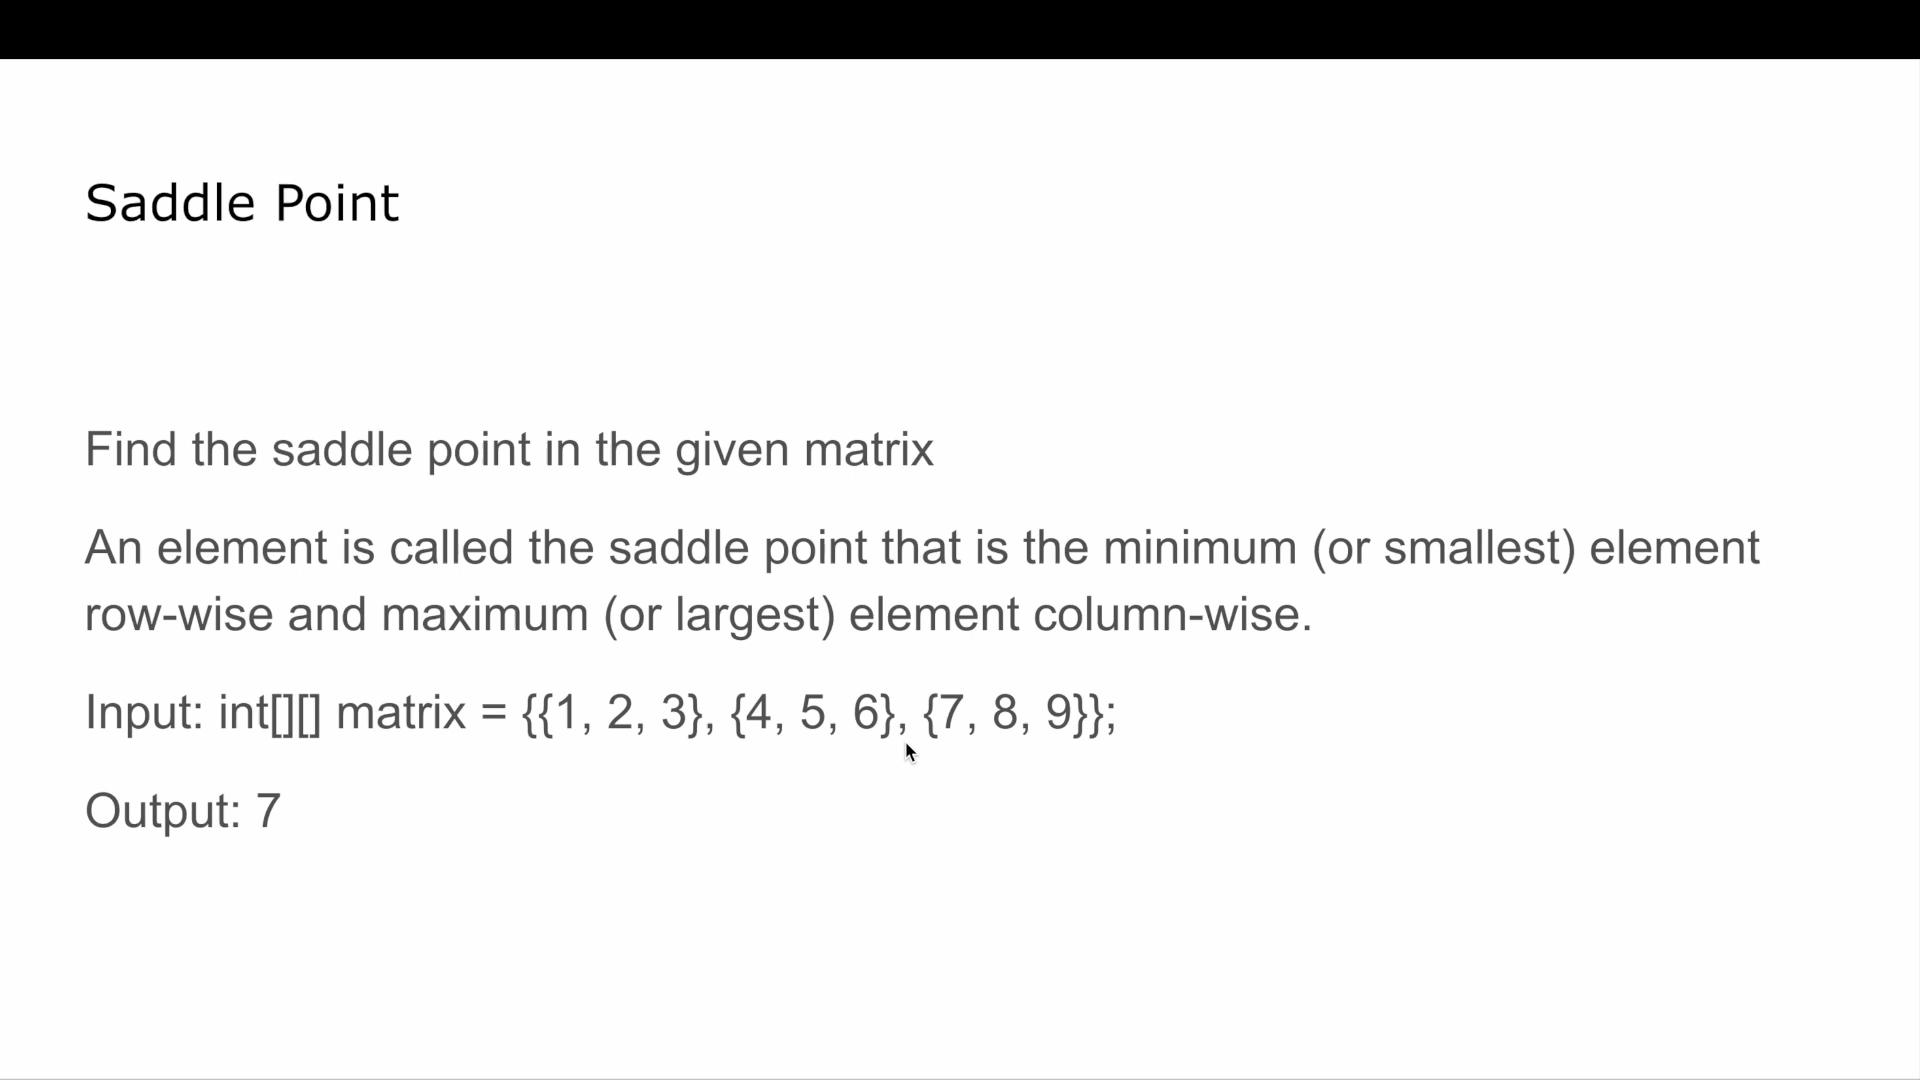 Saddle Point
Find the saddle point in the given matrix
An element is called the saddle point that is the minimum (or smallest) element
row-wise and maximum (or largest) element column-wise.
Input: int[][] matrix = {{1, 2, 3}, {4, 5, 6}, {7, 8, 9}};
Output: 7